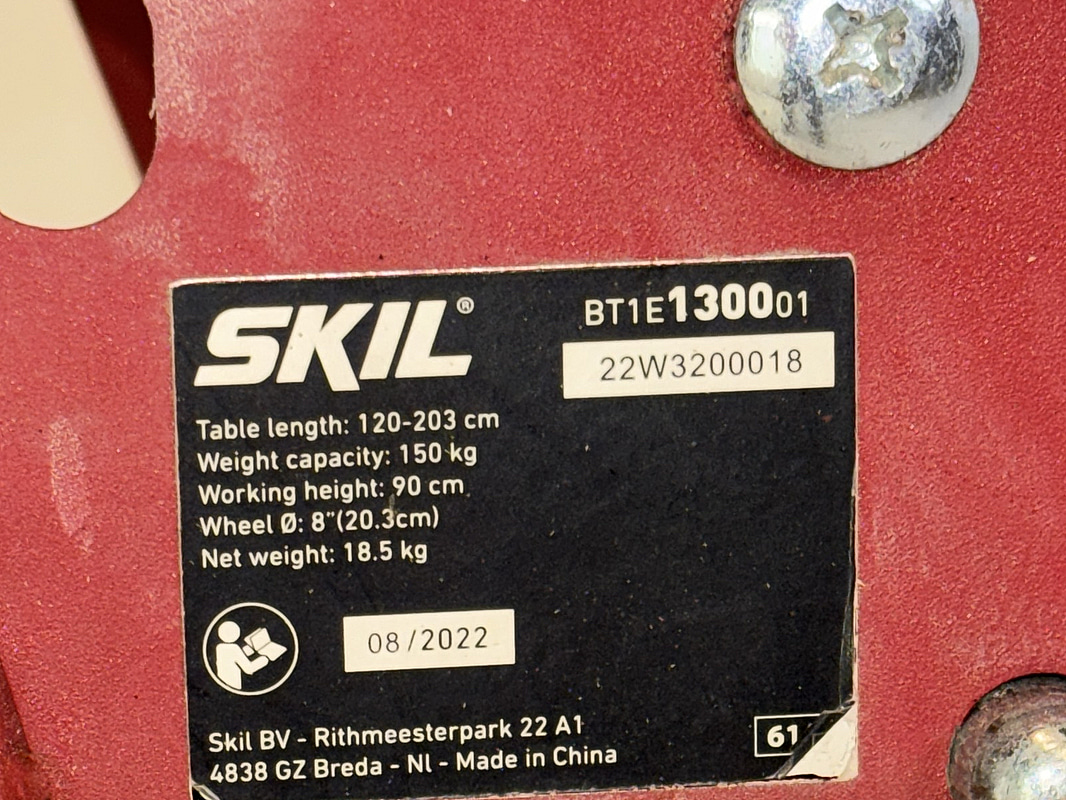 SKIL®
BT1E130001
22W3200018
Table length: 120-203 cm
Weight capacity: 150 kg
Working height: 90 cm
Wheel Ø: 8"(20.3cm)
Net weight: 18.5 kg
08/2022
Skil BV - Rithmeesterpark 22 A1
4838 GZ Breda - Nl - Made in China